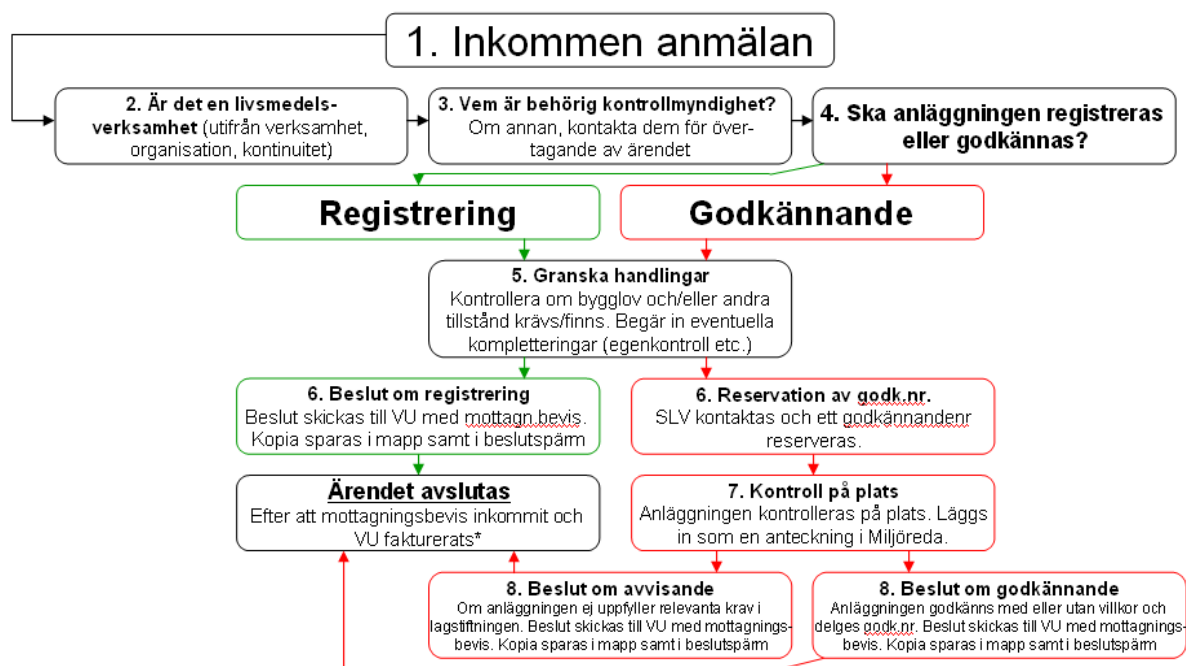 1. Inkommen anmälan
2. Är det en livsmedels-
verksamhet (utifrån verksamhet,
organisation, kontinuitet)
3. Vem är behörig kontrollmyndighet?
Om annan, kontakta dem för över-
tagande av ärendet
4. Ska anläggningen registreras
eller godkännas?
Registrering
Godkännande
5. Granska handlingar
Kontrollera om bygglov och/eller andra
tillstånd krävs/finns. Begär in eventuella
kompletteringar (egenkontroll etc.)
6. Beslut om registrering
Beslut skickas till VU med mottagn.bevis.
Kopia sparas i mapp samt i beslutspärm
6. Reservation av godk.nr.
SLV kontaktas och ett godkännandenr
reserveras.
Ärendet avslutas
Efter att mottagningsbevis inkommit och
VU fakturerats*
7. Kontroll på plats
Anläggningen kontrolleras på plats. Läggs
in som en anteckning i Miljöreda.
8. Beslut om avvisande
Om anläggningen ej uppfyller relevanta krav i
lagstiftningen. Beslut skickas till VU med mottagnings-
bevis. Kopia sparas i mapp samt i beslutspärm
8. Beslut om godkännande
Anläggningen godkänns med eller utan villkor och
delges godk.nr. Beslut skickas till VU med mottagnings-
bevis. Kopia sparas i mapp samt i beslutspärm